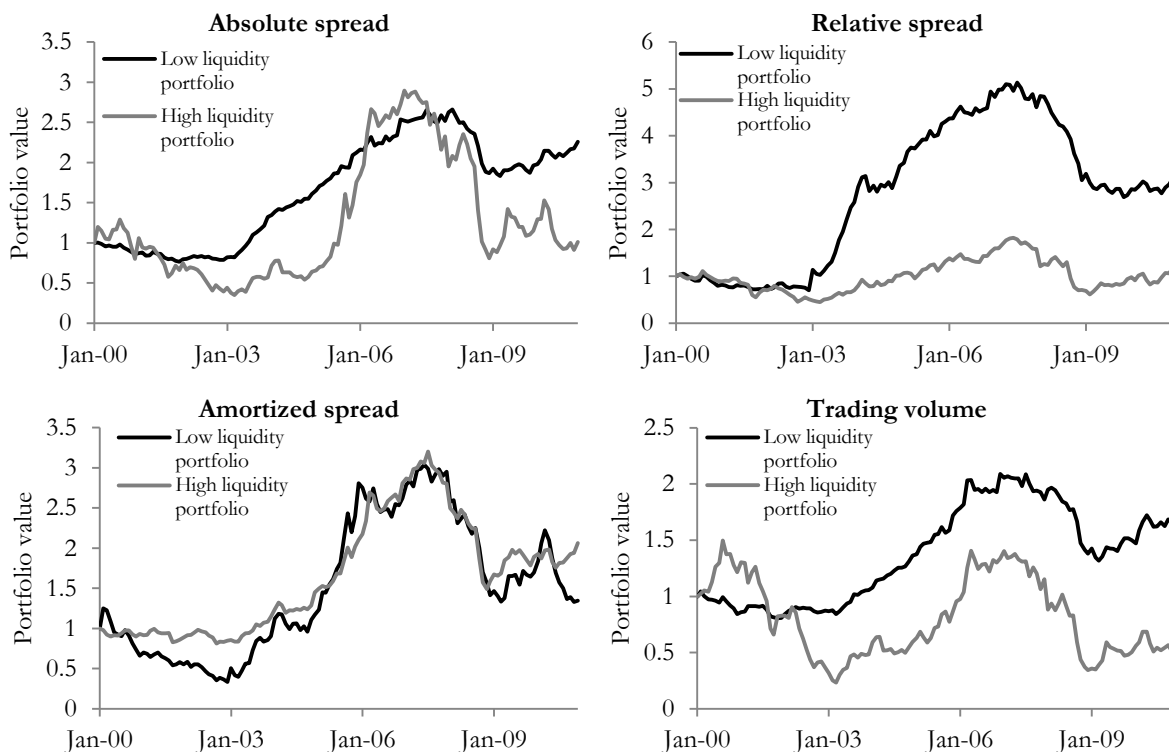 Absolute spread
3.5
3
2.5
2
1.5
1
0.5
0
Portfolio value
Low liquidity
portfolio
High liquidity
portfolio
Jan-00
Jan-03
Jan-06
Jan-09
Relative spread
6
5
4
3
2
1
0
Portfolio value
Low liquidity
portfolio
High liquidity
portfolio
Jan-00
Jan-03
Jan-06
Jan-09
Amortized spread
3.5
3
2.5
2
1.5
1
0.5
0
Portfolio value
Low liquidity
portfolio
High liquidity
portfolio
Jan-00
Jan-03
Jan-06
Jan-09
Trading volume
2.5
2
1.5
1
0.5
0
Portfolio value
Low liquidity
portfolio
High liquidity
portfolio
Jan-00
Jan-03
Jan-06
Jan-09